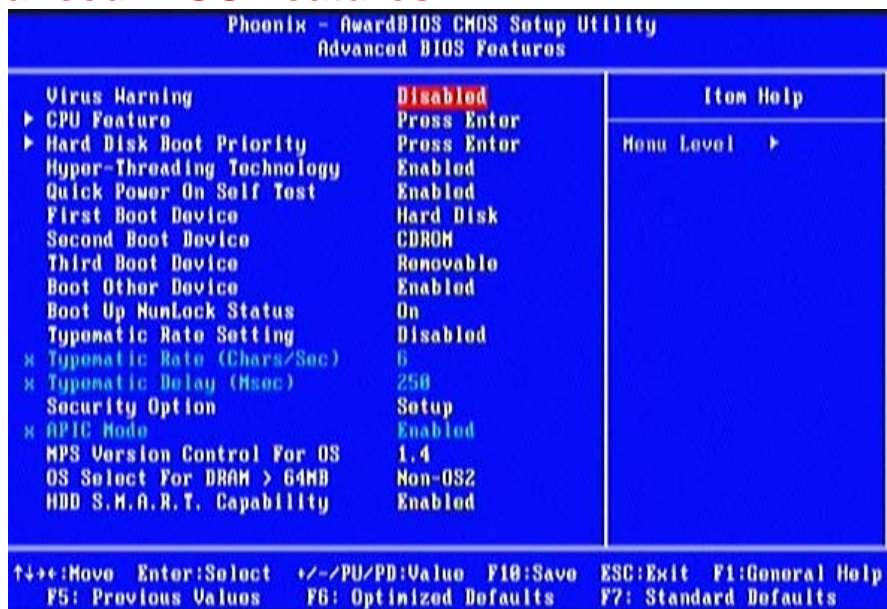 Phoenix - AwardBIOS CMOS Setup Utility
Advanced BIOS Features
Virus Warning Disabled
▶ CPU Feature Press Enter
▶ Hard Disk Boot Priority Press Enter
Hyper-Threading Technology Enabled
Quick Power On Self Test Enabled
First Boot Device Hard Disk
Second Boot Device CDROM
Third Boot Device Removable
Boot Other Device Enabled
Boot Up NumLock Status On
Typematic Rate Setting Disabled
x Typematic Rate (Chars/Sec) 6
x Typematic Delay (Msec) 250
Security Option Setup
x APIC Mode Enabled
MPS Version Control For OS 1.4
OS Select For DRAM > 64MB Non-OS2
HDD S.M.A.R.T. Capability Enabled
Item Help
Menu Level ▶
↑↓→←:Move Enter:Select +/-/PU/PD:Value F10:Save ESC:Exit F1:General Help
F5: Previous Values F6: Optimized Defaults F7: Standard Defaults